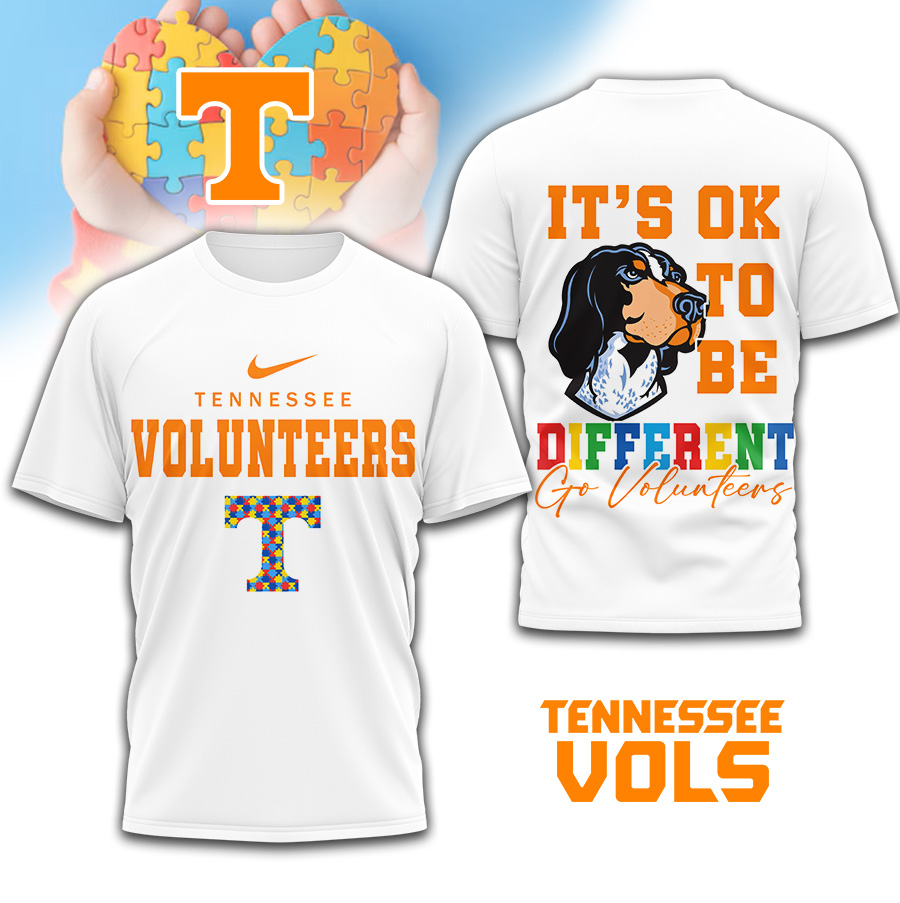 T
TENNESSEE
VOLUNTEERS
T
IT'S OK
TO
BE
DIFFERENT
Go Volunteers
TENNESSEE
VOLS